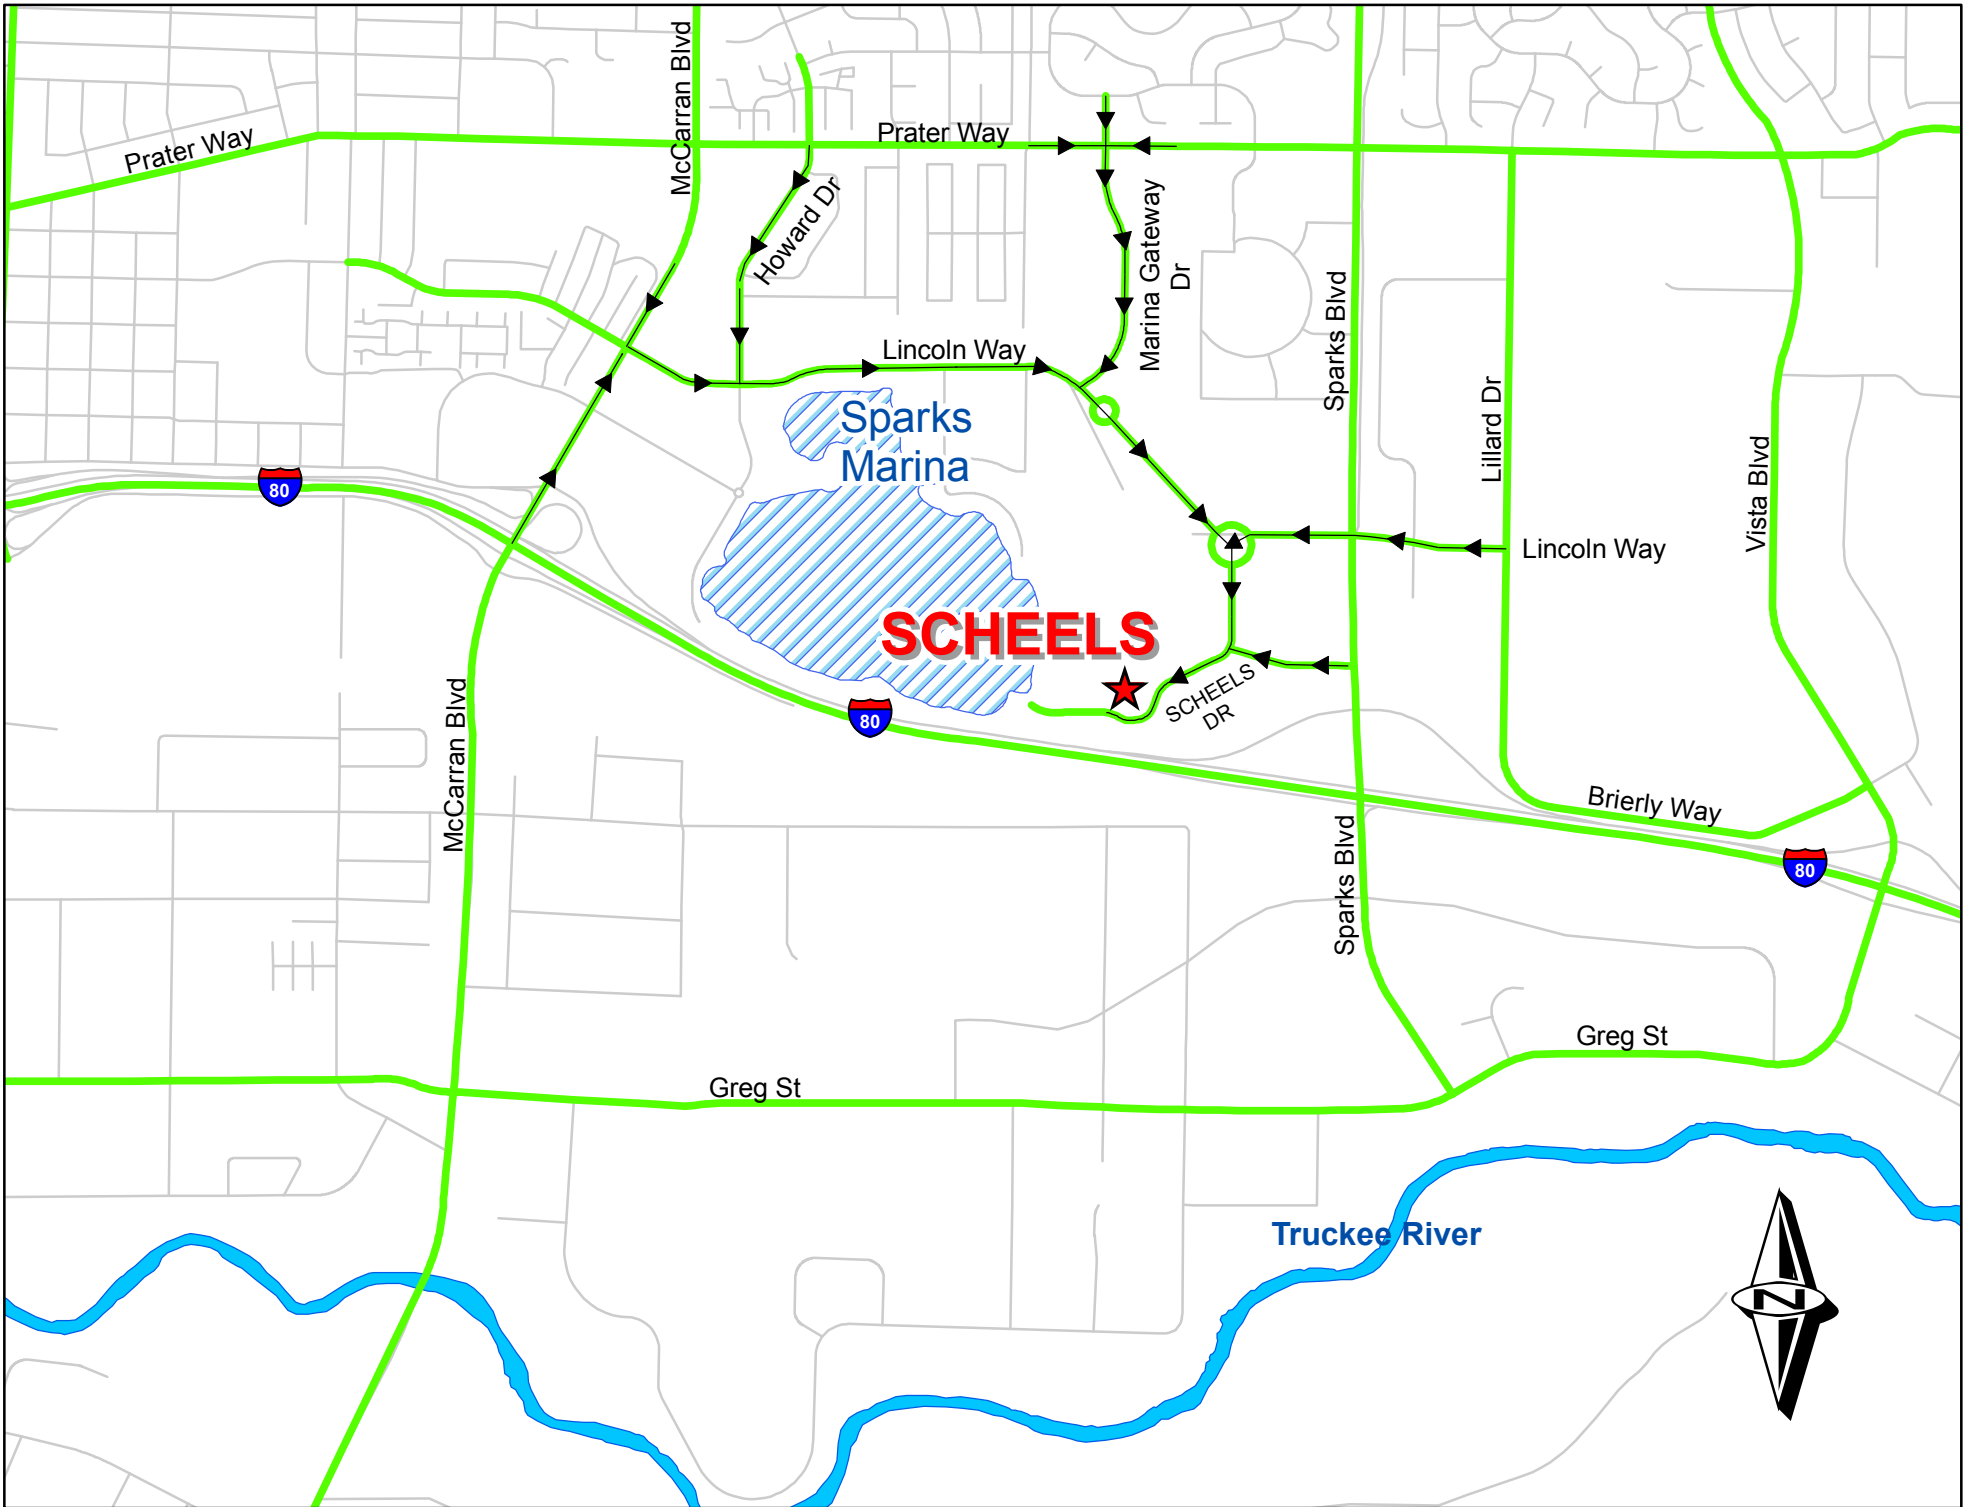 McCarran Blvd
Prater Way
Prater Way
Howard Dr
Marina Gateway
Dr
Sparks Blvd
Lincoln Way
Lillard Dr
Sparks
Marina
Vista Blvd
80
Lincoln Way
SCHEELS
SCHEELS
DR
80
McCarran Blvd
Brierly Way
Sparks Blvd
80
Greg St
Greg St
Truckee River
N